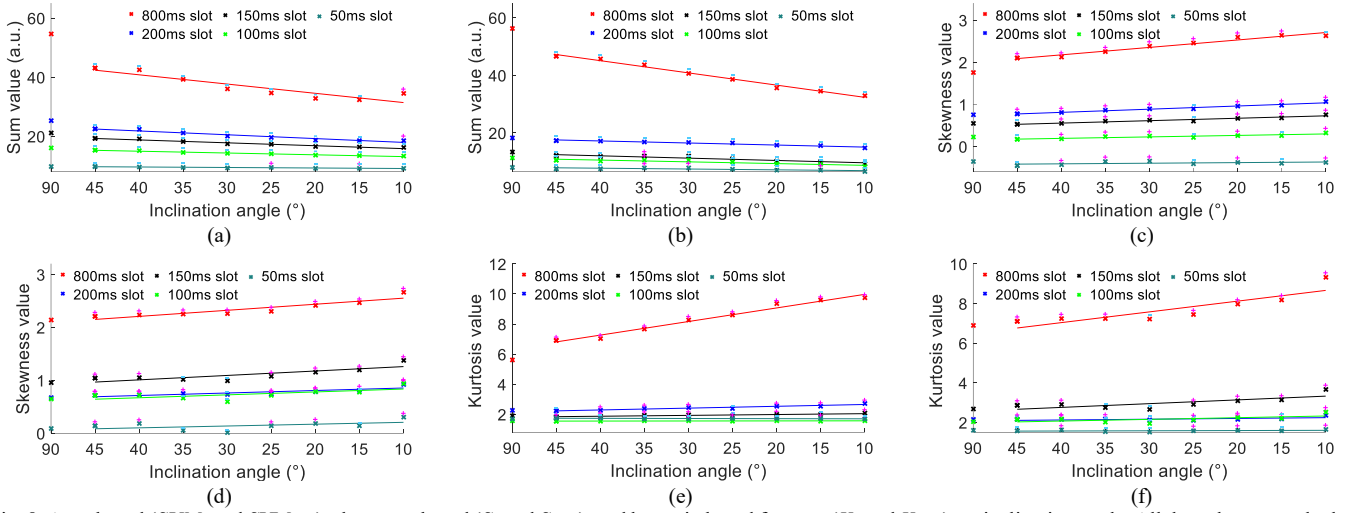 Sum value (a.u.)
60
40
20
800ms slot 150ms slot 50ms slot
200ms slot 100ms slot
90 45 40 35 30 25 20 15 10
Inclination angle (°)
(a)
Sum value (a.u.)
60
40
20
800ms slot 150ms slot 50ms slot
200ms slot 100ms slot
90 45 40 35 30 25 20 15 10
Inclination angle (°)
(b)
Skewness value
3
2
1
0
800ms slot 150ms slot 50ms slot
200ms slot 100ms slot
90 45 40 35 30 25 20 15 10
Inclination angle (°)
(c)
Skewness value
3
2
1
0
800ms slot 150ms slot 50ms slot
200ms slot 100ms slot
90 45 40 35 30 25 20 15 10
Inclination angle (°)
(d)
Kurtosis value
12
10
8
6
4
2
800ms slot 150ms slot 50ms slot
200ms slot 100ms slot
90 45 40 35 30 25 20 15 10
Inclination angle (°)
(e)
Kurtosis value
10
8
6
4
2
800ms slot 150ms slot 50ms slot
200ms slot 100ms slot
90 45 40 35 30 25 20 15 10
Inclination angle (°)
(f)